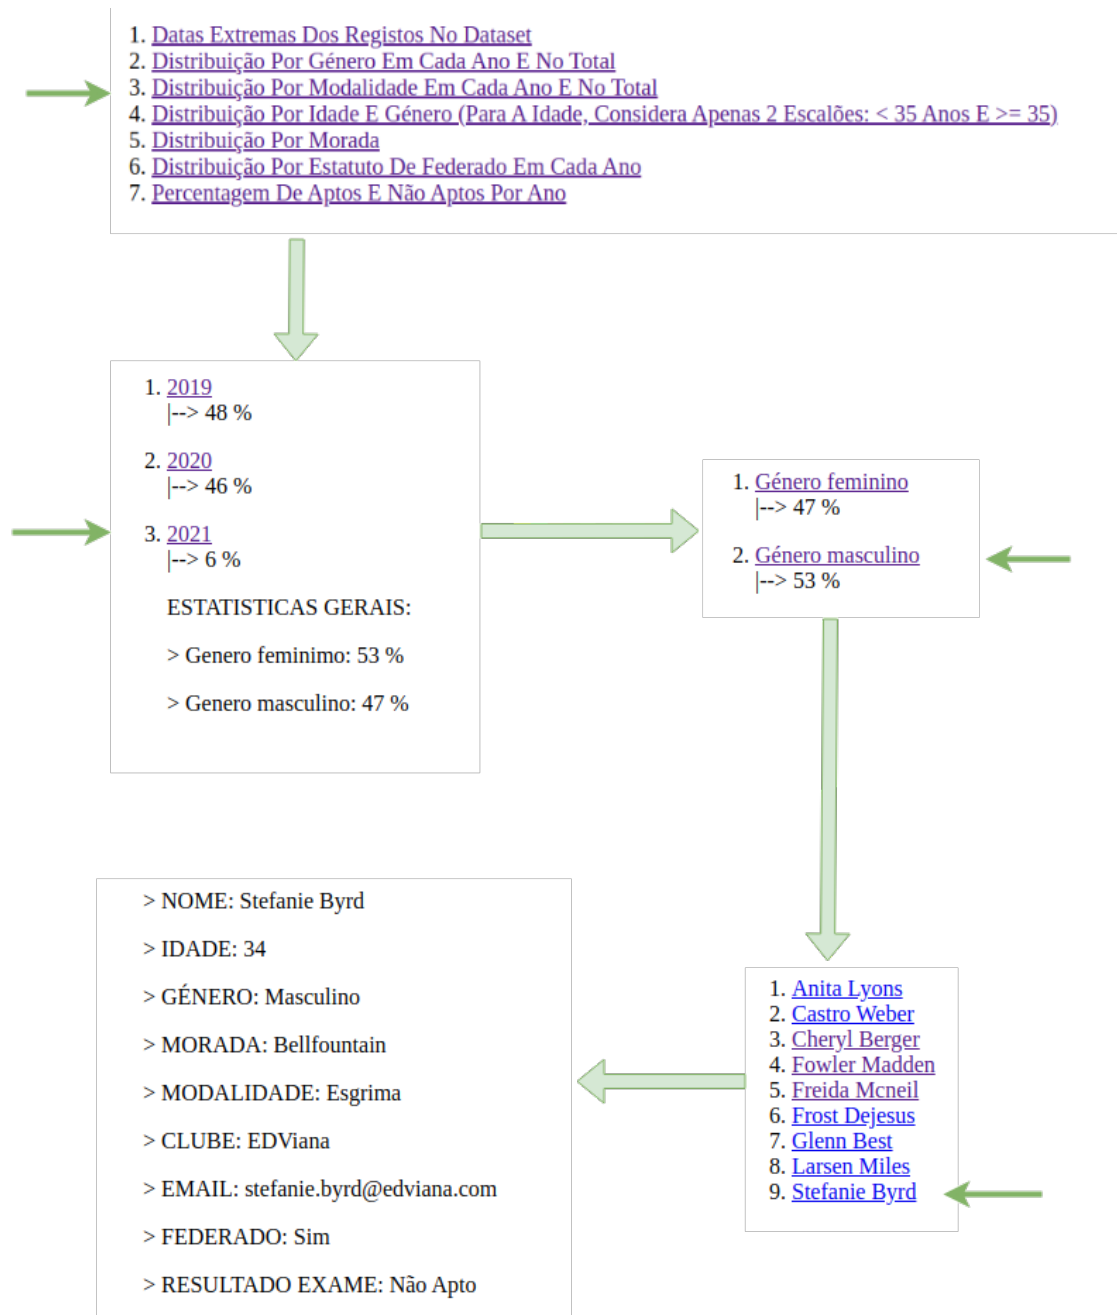 1. Datas Extremas Dos Registos No Dataset
2. Distribuição Por Género Em Cada Ano E No Total
3. Distribuição Por Modalidade Em Cada Ano E No Total
4. Distribuição Por Idade E Género (Para A Idade, Considera Apenas 2 Escalões: < 35 Anos E >= 35)
5. Distribuição Por Morada
6. Distribuição Por Estatuto De Federado Em Cada Ano
7. Percentagem De Aptos E Não Aptos Por Ano
1. 2019
|--> 48 %
2. 2020
|--> 46 %
3. 2021
|--> 6 %
ESTATISTICAS GERAIS:
> Genero feminimo: 53 %
> Genero masculino: 47 %
1. Género feminino
|--> 47 %
2. Género masculino
|--> 53 %
1. Anita Lyons
2. Castro Weber
3. Cheryl Berger
4. Fowler Madden
5. Freida Mcneil
6. Frost Dejesus
7. Glenn Best
8. Larsen Miles
9. Stefanie Byrd
> NOME: Stefanie Byrd
> IDADE: 34
> GÉNERO: Masculino
> MORADA: Bellfountain
> MODALIDADE: Esgrima
> CLUBE: EDViana
> EMAIL: stefanie.byrd@edviana.com
> FEDERADO: Sim
> RESULTADO EXAME: Não Apto